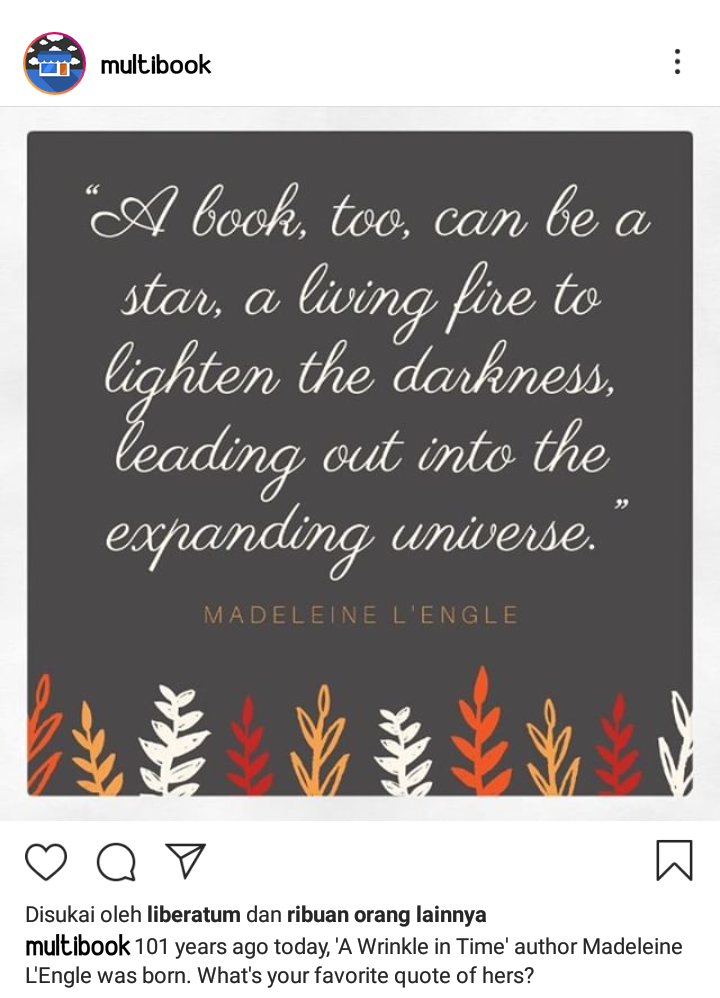 multibook
“A book, too, can be a
star, a living fire to
lighten the darkness,
leading out into the
expanding universe.”
MADELEINE L'ENGLE
Disukai oleh liberatum dan ribuan orang lainnya
multibook 101 years ago today, 'A Wrinkle in Time' author Madeleine
L'Engle was born. What's your favorite quote of hers?